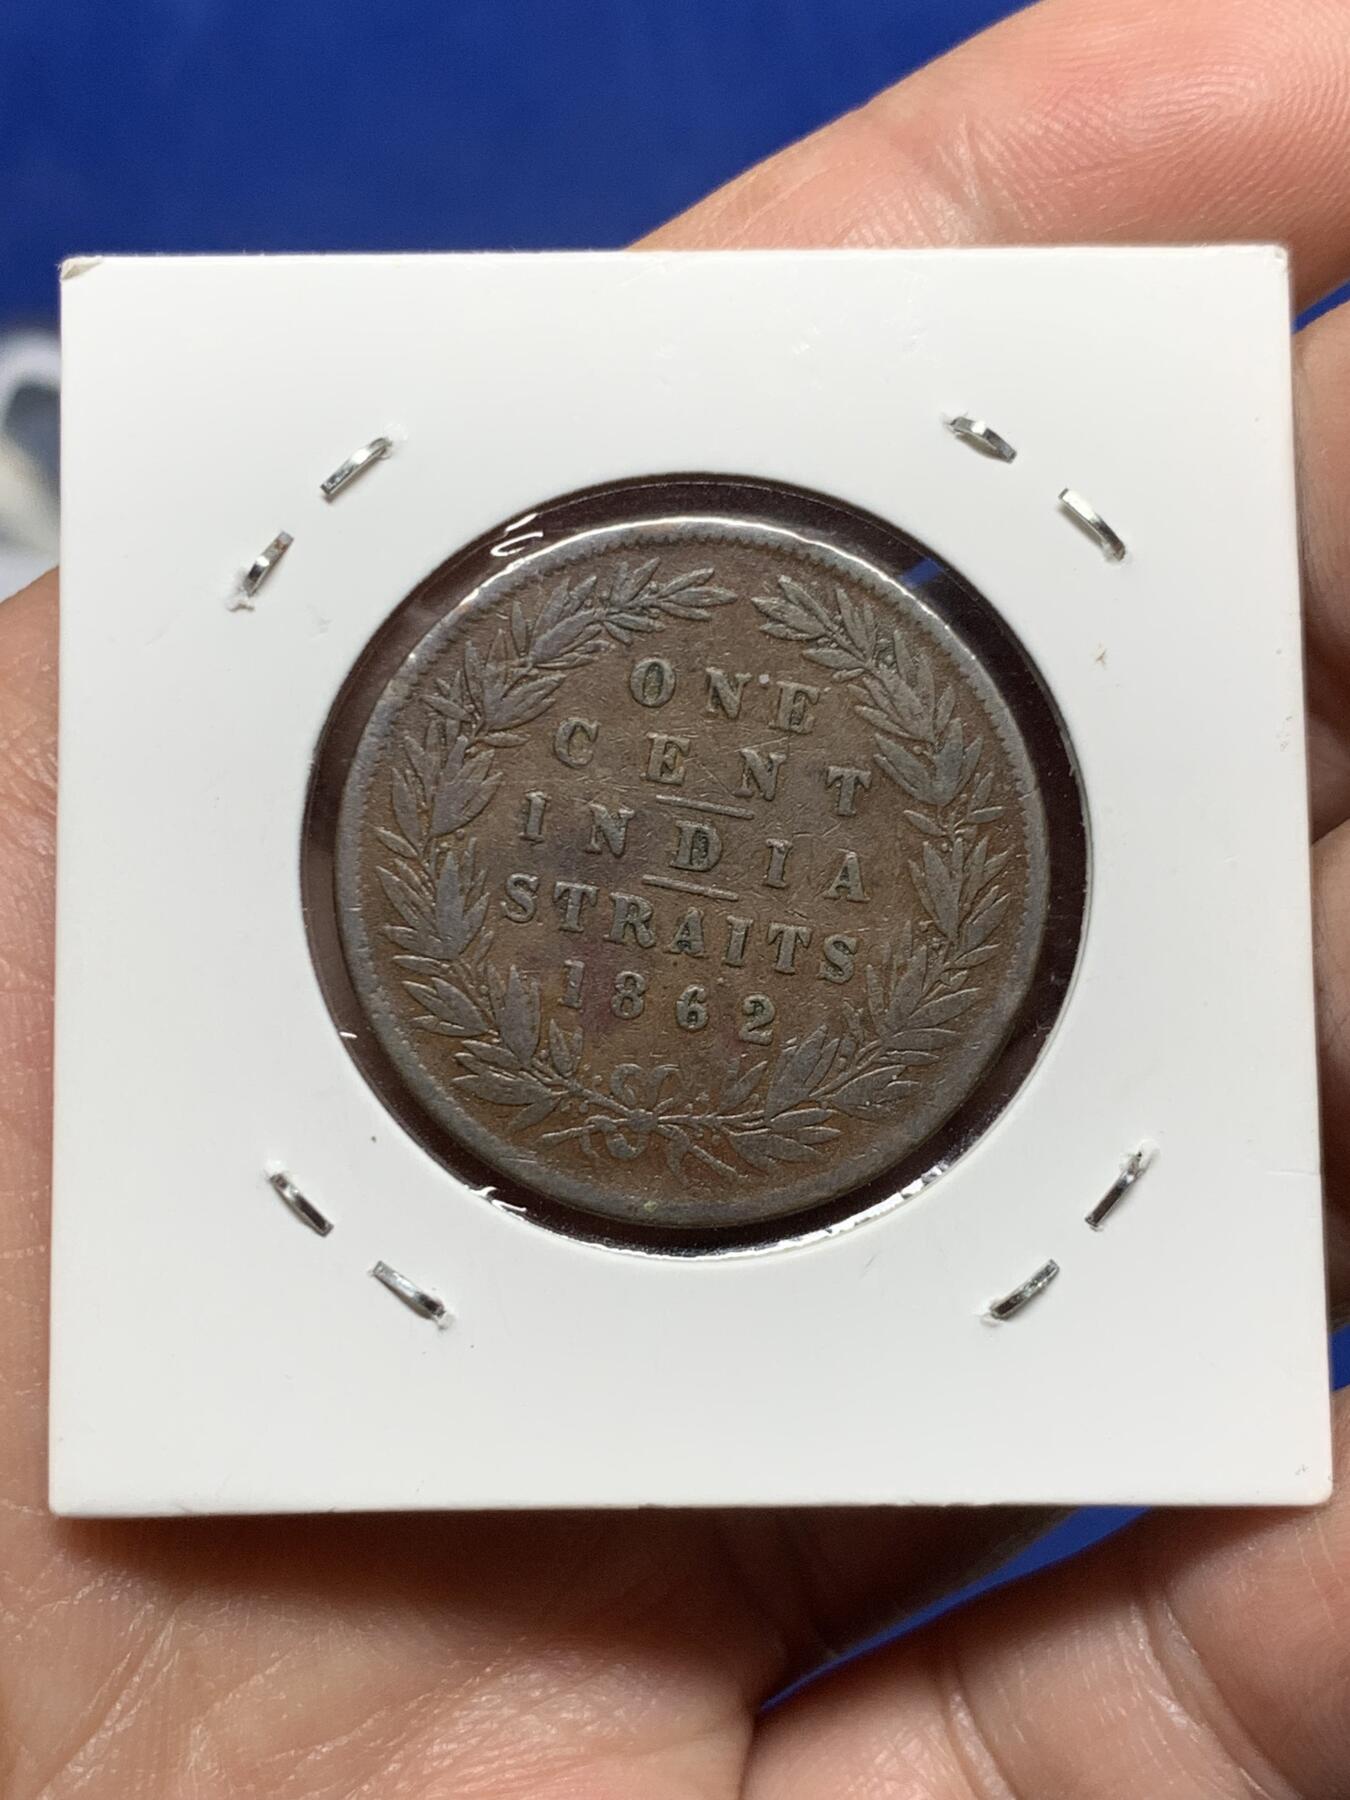 ONE
CENT
INDIA
STRAITS
1862